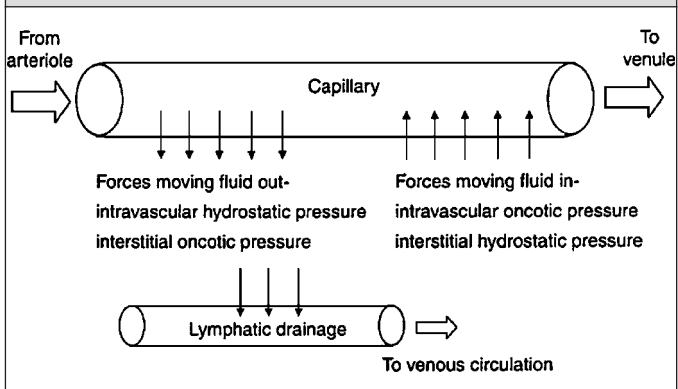 From
arteriole
To
venule
Capillary
Forces moving fluid out-
intravascular hydrostatic pressure
interstitial oncotic pressure
Forces moving fluid in-
intravascular oncotic pressure
interstitial hydrostatic pressure
Lymphatic drainage
To venous circulation